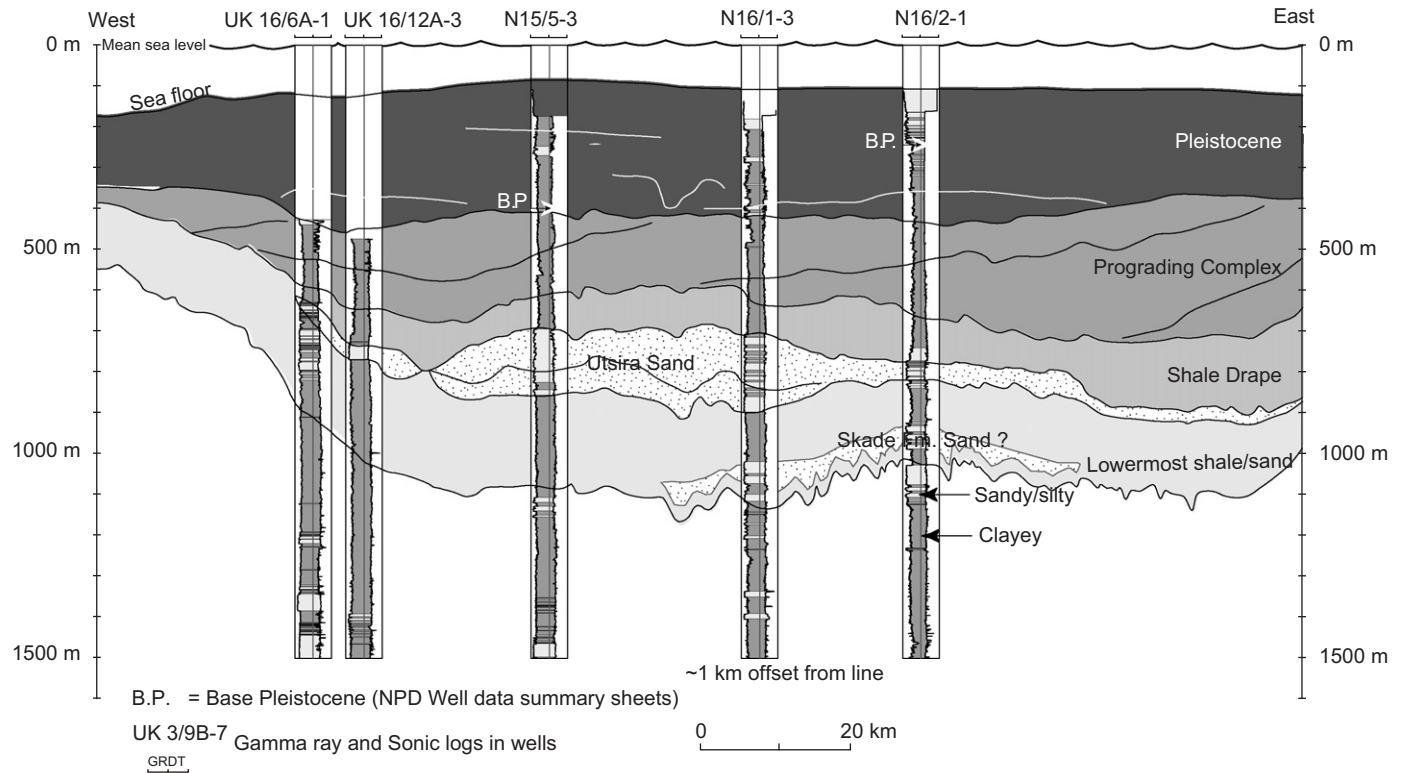 West UK 16/6A-1 UK 16/12A-3 N15/5-3 N16/1-3 N16/2-1 East
0 m Mean sea level 0 m
Sea floor
B.P. Pleistocene
B.P
500 m 500 m
Prograding Complex
Utsira Sand
Shale Drape
Skade Fm. Sand ?
1000 m 1000 m
Lowermost shale/sand
Sandy/silty
Clayey
1500 m 1500 m
~1 km offset from line
B.P. = Base Pleistocene (NPD Well data summary sheets)
UK 3/9B-7 Gamma ray and Sonic logs in wells
0 20 km
GRDT